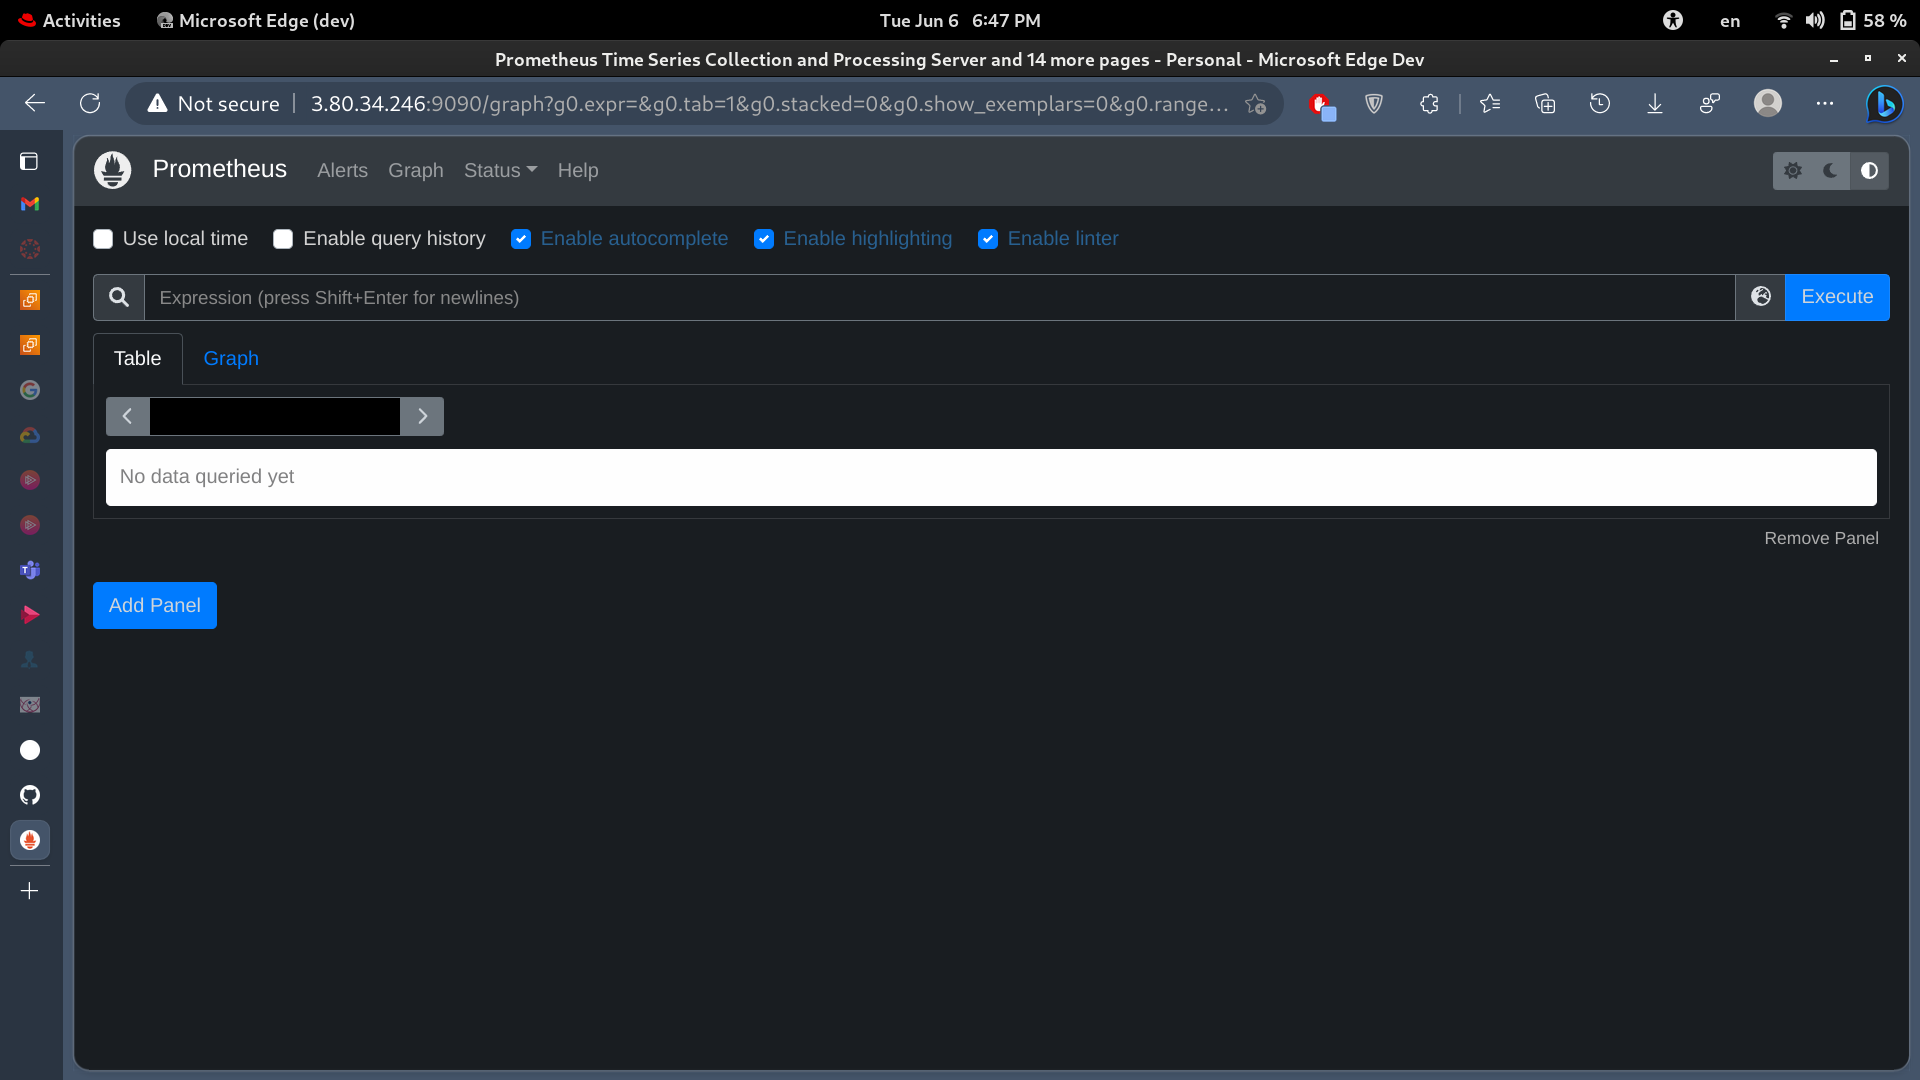 Activities Microsoft Edge (dev) Tue Jun 6 6:47 PM en 58 %
Prometheus Time Series Collection and Processing Server and 14 more pages - Personal - Microsoft Edge Dev
Not secure 3.80.34.246:9090/graph?g0.expr=&g0.tab=1&g0.stacked=0&g0.show_exemplars=0&g0.range...
Prometheus Alerts Graph Status Help
Use local time Enable query history Enable autocomplete Enable highlighting Enable linter
Expression (press Shift+Enter for newlines) Execute
Table Graph
No data queried yet
Remove Panel
Add Panel